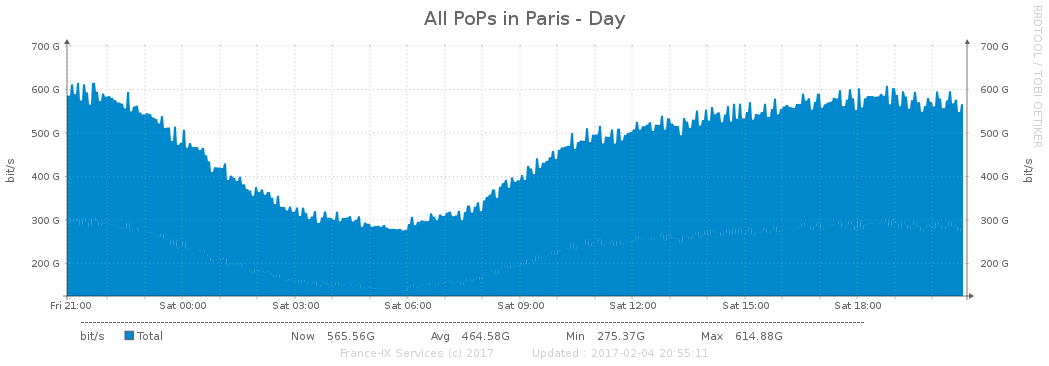 All PoPs in Paris - Day
RRDTOOL / TOBI OETIKER
700 G 700 G
600 G 600 G
500 G 500 G
400 G 400 G
300 G 300 G
200 G 200 G
bit/s
bit/s
Fri 21:00 Sat 00:00 Sat 03:00 Sat 06:00 Sat 09:00 Sat 12:00 Sat 15:00 Sat 18:00
bit/s Total Now 565.56G Avg 464.58G Min 275.37G Max 614.88G
France-IX Services (c) 2017 Updated : 2017-02-04 20:55:11